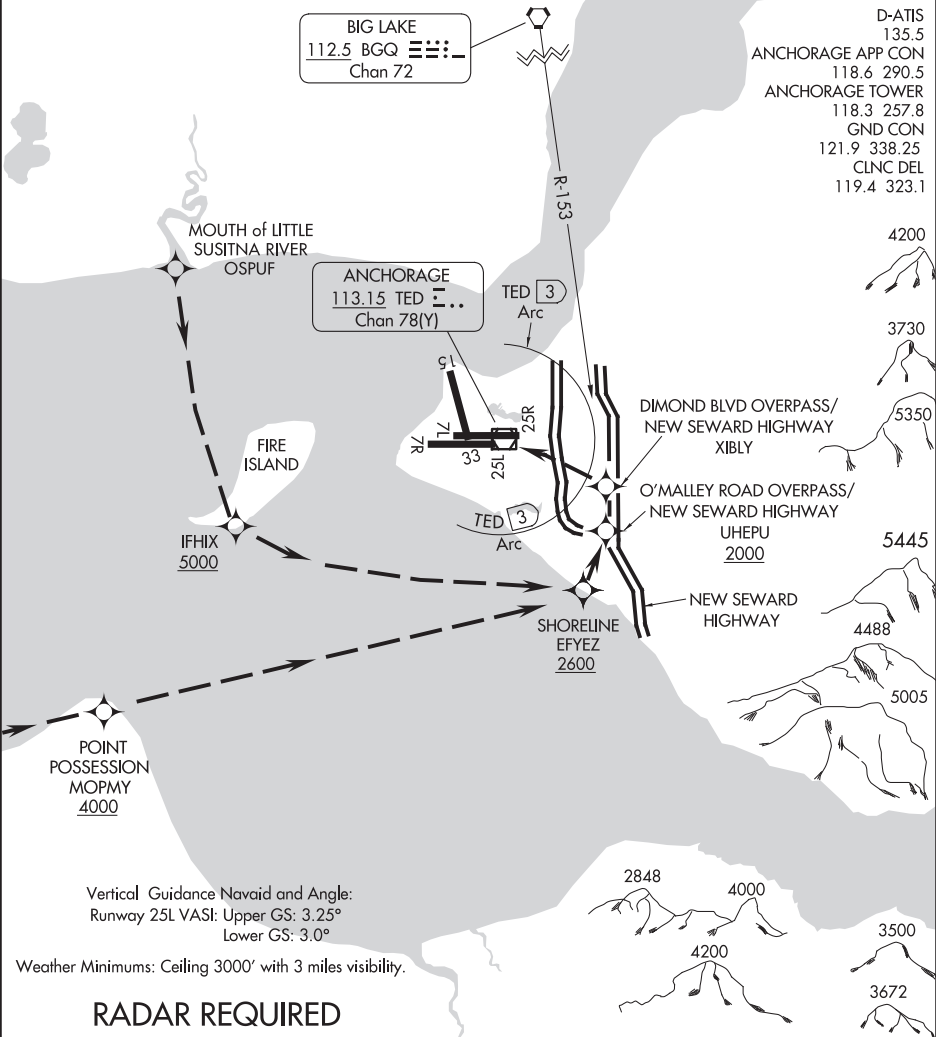 BIG LAKE
112.5 BGQ
Chan 72
D-ATIS
135.5
ANCHORAGE APP CON
118.6 290.5
ANCHORAGE TOWER
118.3 257.8
GND CON
121.9 338.25
CLNC DEL
119.4 323.1
R-153
MOUTH of LITTLE
SUSITNA RIVER
OSPUF
ANCHORAGE
113.15 TED
Chan 78(Y)
TED 3
Arc
4200
3730
5350
15
7L
7R
33
25R
25L
DIMOND BLVD OVERPASS/
NEW SEWARD HIGHWAY
XIBLY
FIRE
ISLAND
O'MALLEY ROAD OVERPASS/
NEW SEWARD HIGHWAY
UHEPU
2000
TED 3
Arc
IFHIX
5000
5445
NEW SEWARD
HIGHWAY
SHORELINE
EFYEZ
2600
4488
5005
POINT
POSSESSION
MOPMY
4000
2848
4000
4200
3500
3672
Vertical Guidance Navaid and Angle:
Runway 25L VASI: Upper GS: 3.25°
Lower GS: 3.0°
Weather Minimums: Ceiling 3000' with 3 miles visibility.
RADAR REQUIRED